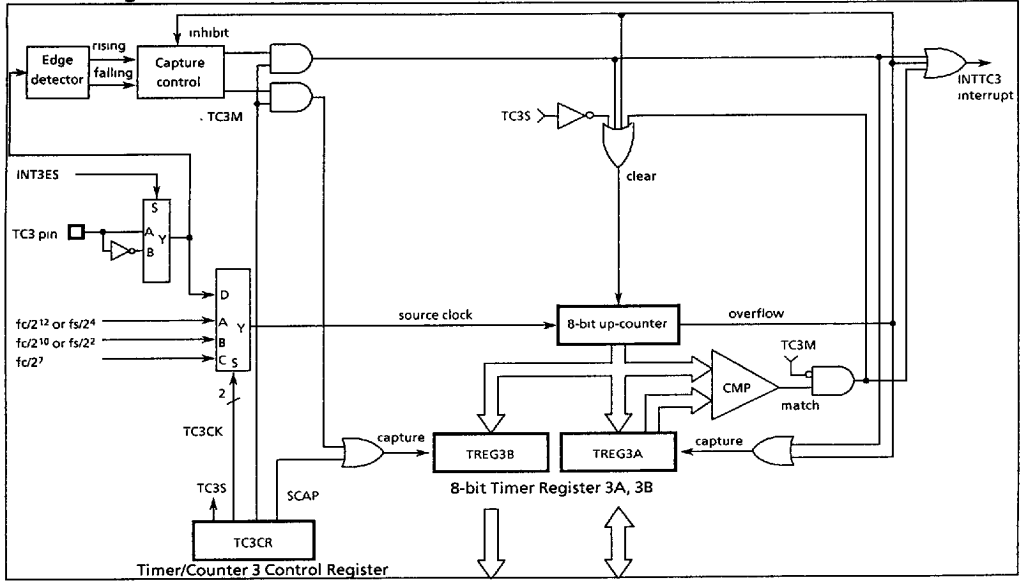 inhibit
rising
Edge
detector
falling
Capture
control
TC3M
INTTC3
interrupt
TC3S
clear
INT3ES
S
TC3 pin
A
Y
B
D
fc/2¹² or fs/2⁴
A
Y
fc/2¹⁰ or fs/2²
B
fc/2⁷
C
S
source clock
8-bit up-counter
overflow
TC3M
CMP
match
2
TC3CK
capture
TREG3B
TREG3A
capture
8-bit Timer Register 3A, 3B
TC3S
SCAP
TC3CR
Timer/Counter 3 Control Register